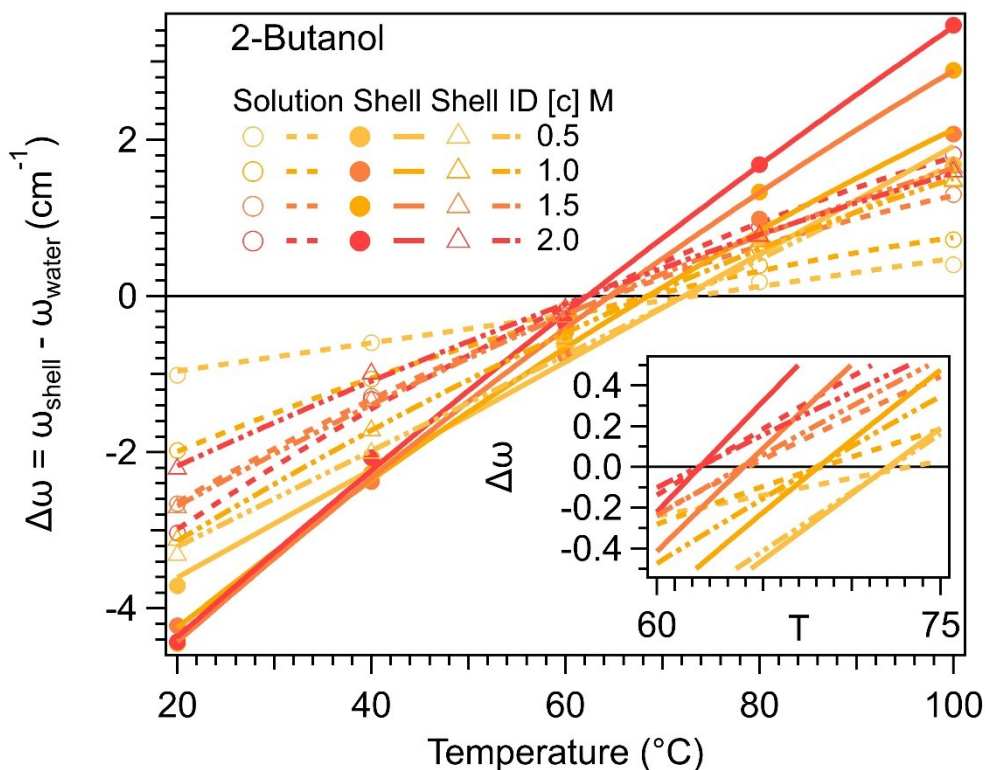 2-Butanol
Solution Shell Shell ID [c] M
0.5
1.0
1.5
2.0
Δω = ω_shell - ω_water (cm⁻¹)
2
0
-2
-4
20 40 60 80 100
Temperature (°C)
Δω
0.4
0.2
0.0
-0.2
-0.4
60 T 75